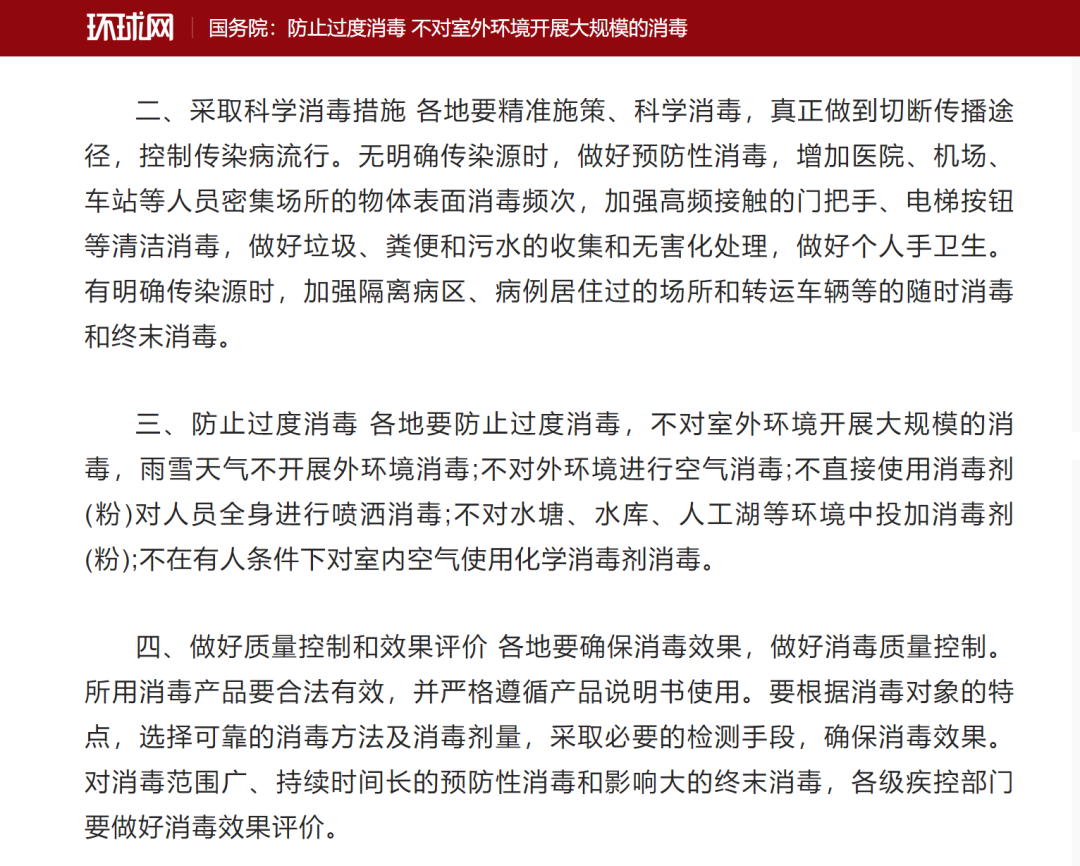 环球网 国务院：防止过度消毒 不对室外环境开展大规模的消毒
二、采取科学消毒措施 各地要精准施策、科学消毒，真正做到切断传播途
径，控制传染病流行。无明确传染源时，做好预防性消毒，增加医院、机场、
车站等人员密集场所的物体表面消毒频次，加强高频接触的门把手、电梯按钮
等清洁消毒，做好垃圾、粪便和污水的收集和无害化处理，做好个人手卫生。
有明确传染源时，加强隔离病区、病例居住过的场所和转运车辆等的随时消毒
和终末消毒。
三、防止过度消毒 各地要防止过度消毒，不对室外环境开展大规模的消
毒，雨雪天气不开展外环境消毒;不对外环境进行空气消毒;不直接使用消毒剂
(粉)对人员全身进行喷洒消毒;不对水塘、水库、人工湖等环境中投加消毒剂
(粉);不在有人条件下对室内空气使用化学消毒剂消毒。
四、做好质量控制和效果评价 各地要确保消毒效果，做好消毒质量控制。
所用消毒产品要合法有效，并严格遵循产品说明书使用。要根据消毒对象的特
点，选择可靠的消毒方法及消毒剂量，采取必要的检测手段，确保消毒效果。
对消毒范围广、持续时间长的预防性消毒和影响大的终末消毒，各级疾控部门
要做好消毒效果评价。